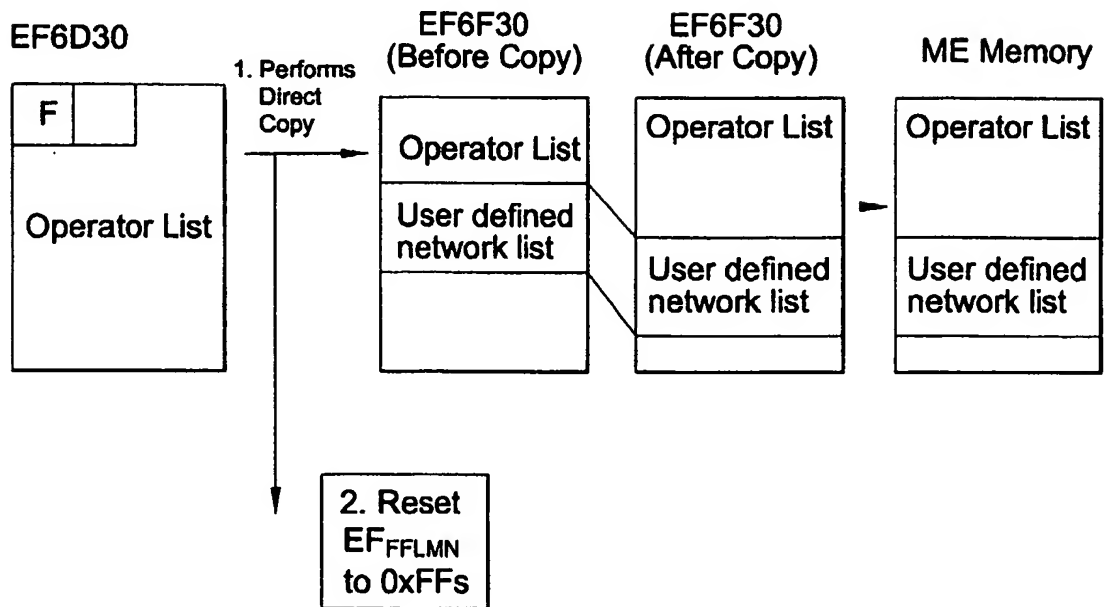 EF6D30
F
Operator List
1. Performs
Direct
Copy
EF6F30
(Before Copy)
Operator List
User defined
network list
EF6F30
(After Copy)
Operator List
User defined
network list
ME Memory
Operator List
User defined
network list
2. Reset
EFFFLMN
to 0xFFs